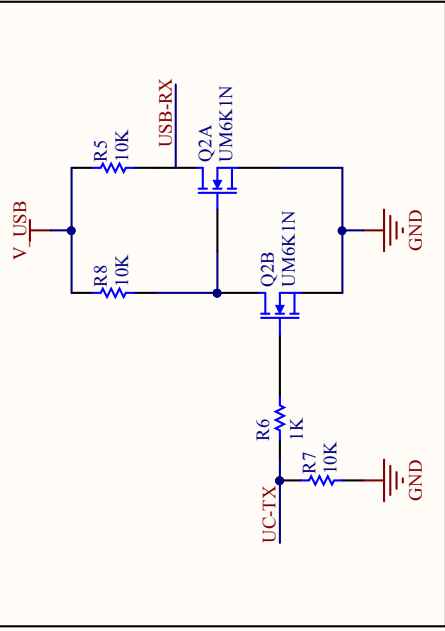 USB-RX
R5
10K
Q2A
UM6K1N
V_USB
GND
R8
10K
Q2B
UM6K1N
R6
1K
R7
10K
UC-TX
GND